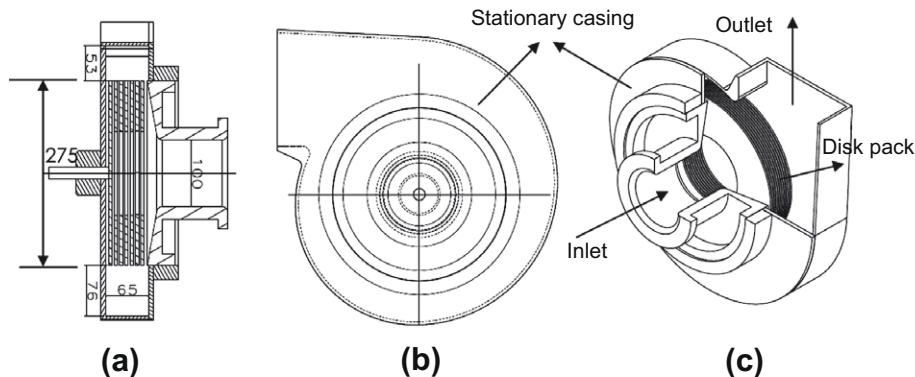 Stationary casing
Outlet
53
275
100
Disk pack
Inlet
76
65
(a)
(b)
(c)